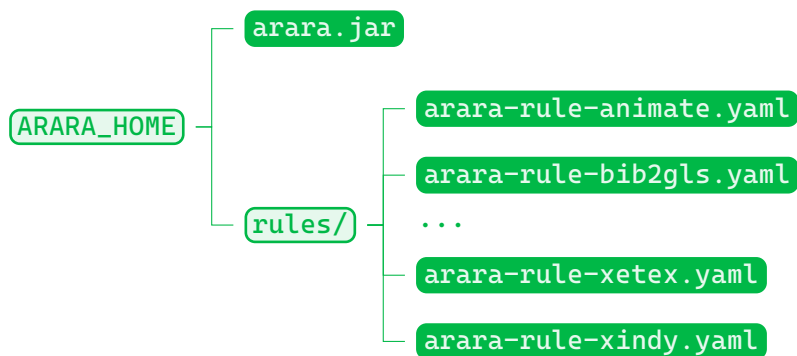 arara.jar
ARARA_HOME
arara-rule-animate.yaml
arara-rule-bib2gls.yaml
rules/
...
arara-rule-xetex.yaml
arara-rule-xindy.yaml